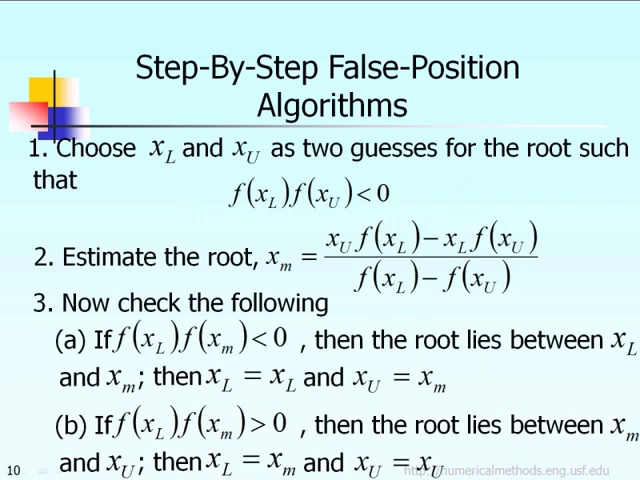 Step-By-Step False-Position
Algorithms
1. Choose x_L and x_U as two guesses for the root such
that
f(x_L)f(x_U)<0
2. Estimate the root, x_m = (x_U f(x_L) − x_L f(x_U)) / (f(x_L) − f(x_U))
3. Now check the following
(a) If f(x_L)f(x_m)<0 , then the root lies between x_L
and x_m; then x_L = x_L and x_U = x_m
(b) If f(x_L)f(x_m)>0 , then the root lies between x_m
and x_U; then x_L = x_m and x_U = x_U
10
http://numericalmethods.eng.usf.edu